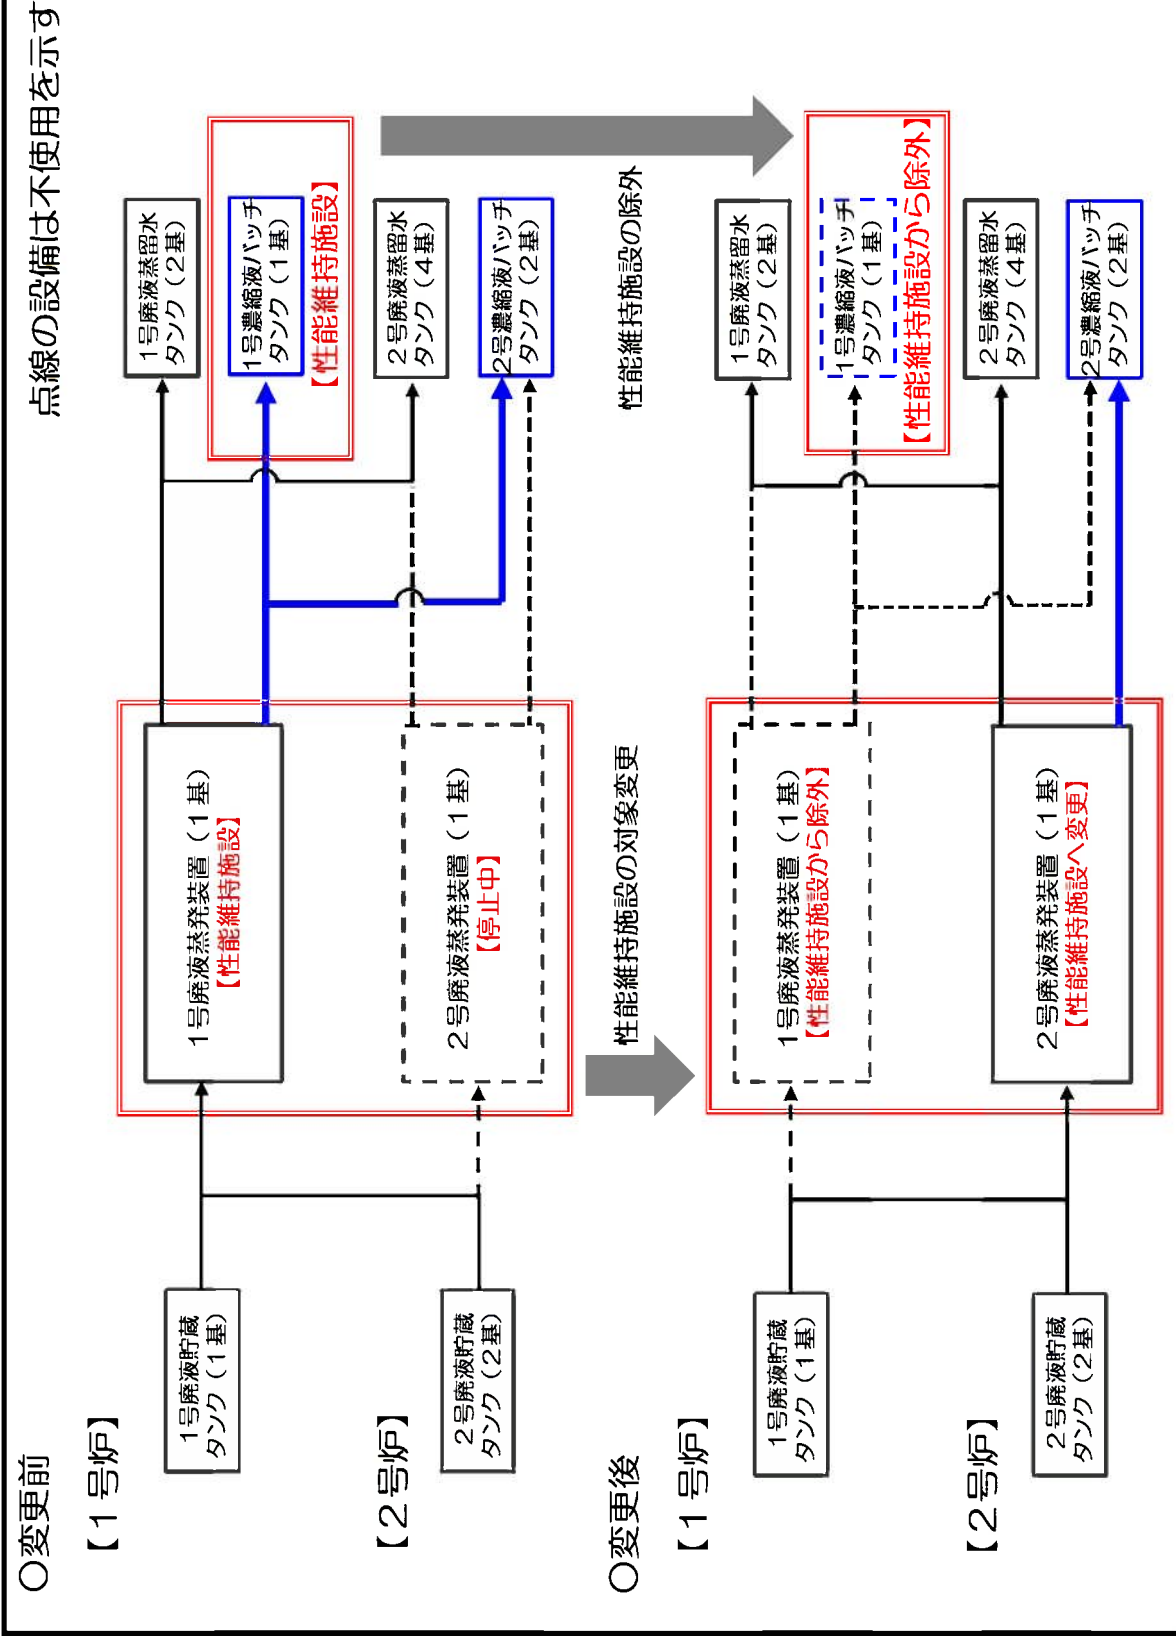 点線の設備は不使用を示す
○変更前
【1号炉】
1号廃液貯蔵
タンク（1基）
1号廃液蒸発装置（1基）
【性能維持施設】
1号廃液蒸留水
タンク（2基）
1号濃縮液バッチ
タンク（1基）
【性能維持施設】
【2号炉】
2号廃液貯蔵
タンク（2基）
2号廃液蒸発装置（1基）
【停止中】
2号廃液蒸留水
タンク（4基）
2号濃縮液バッチ
タンク（2基）
性能維持施設の対象変更
性能維持施設の除外
○変更後
【1号炉】
1号廃液貯蔵
タンク（1基）
1号廃液蒸発装置（1基）
【性能維持施設から除外】
1号廃液蒸留水
タンク（2基）
1号濃縮液バッチ
タンク（1基）
【性能維持施設から除外】
【2号炉】
2号廃液貯蔵
タンク（2基）
2号廃液蒸発装置（1基）
【性能維持施設へ変更】
2号廃液蒸留水
タンク（4基）
2号濃縮液バッチ
タンク（2基）